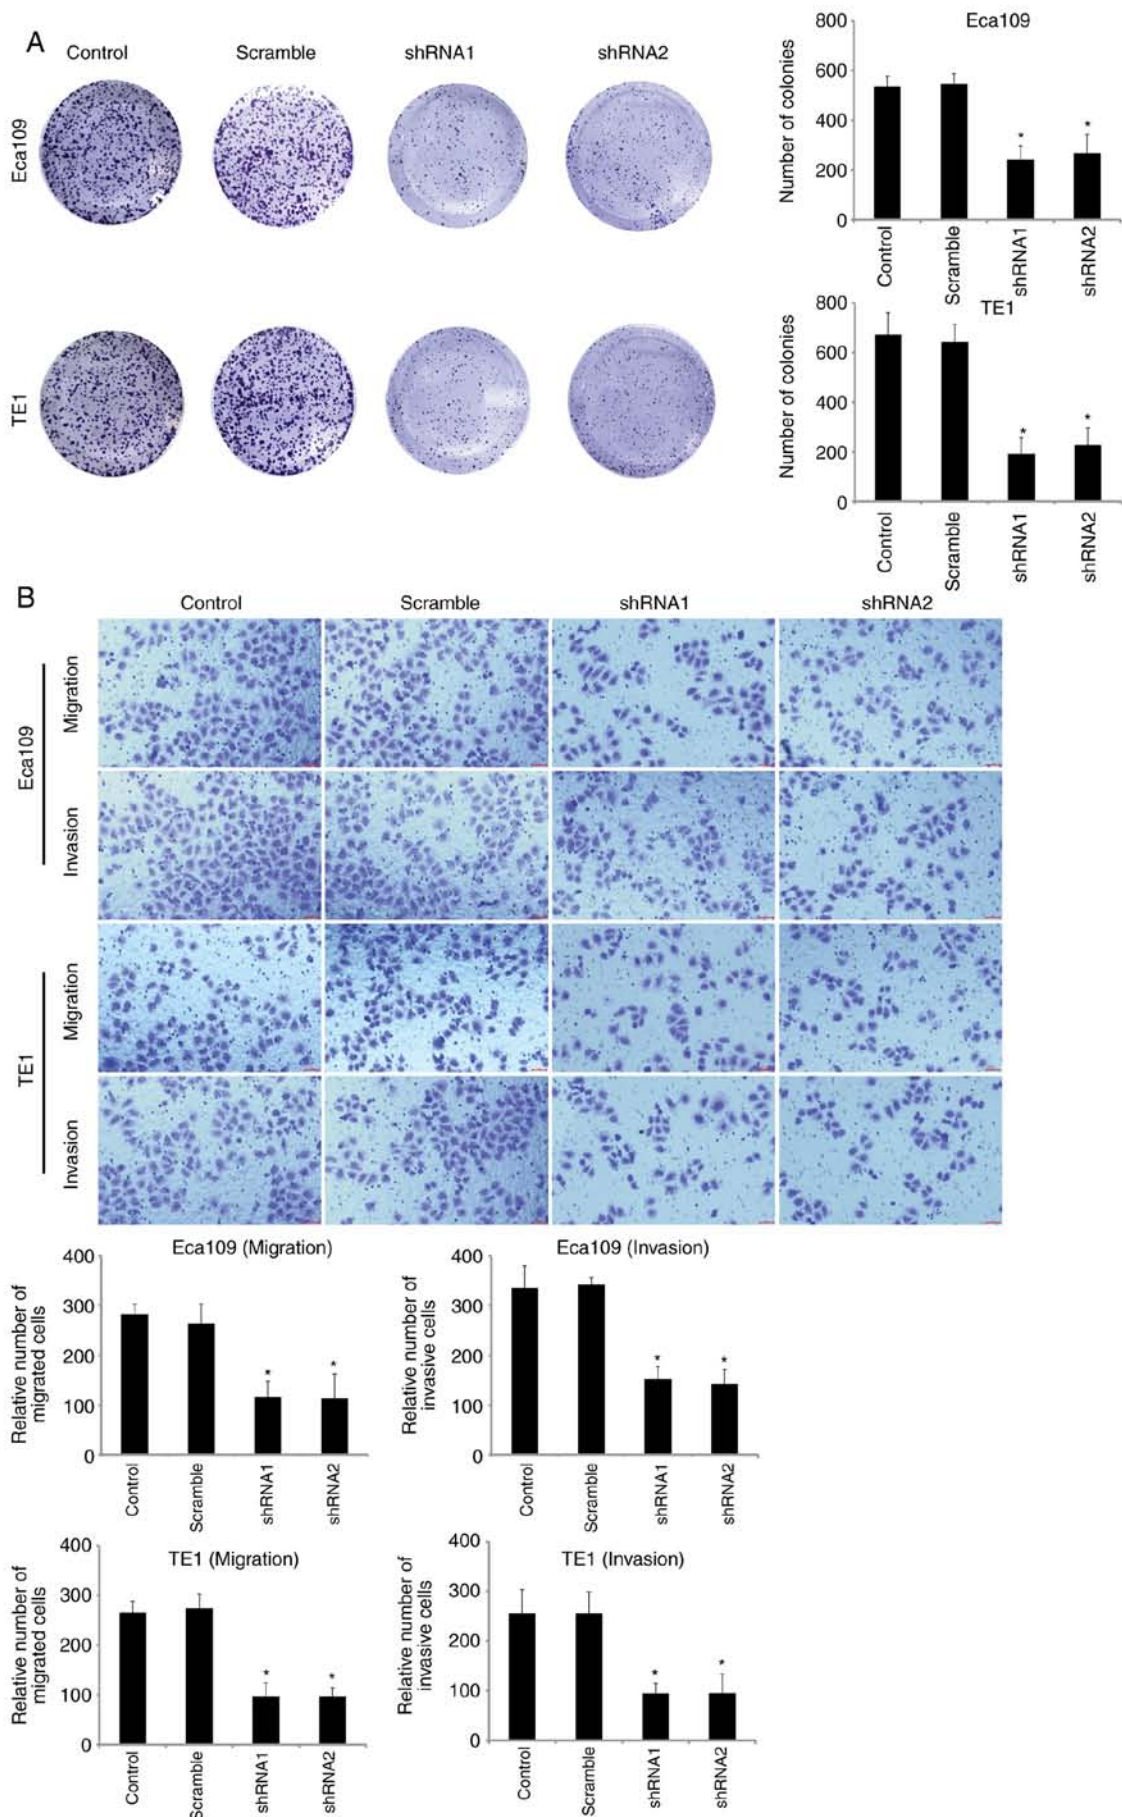 A
Control
Scramble
shRNA1
shRNA2
Eca109
TE1
Eca109
Number of colonies
800
600
400
200
0
*
*
Control
Scramble
shRNA1
shRNA2
TE1
Number of colonies
800
600
400
200
0
*
*
Control
Scramble
shRNA1
shRNA2
B
Control
Scramble
shRNA1
shRNA2
Eca109
Migration
Invasion
TE1
Migration
Invasion
Eca109 (Migration)
Relative number of
migrated cells
400
300
200
100
0
*
*
Control
Scramble
shRNA1
shRNA2
Eca109 (Invasion)
Relative number of
invasive cells
400
300
200
100
0
*
*
Control
Scramble
shRNA1
shRNA2
TE1 (Migration)
Relative number of
migrated cells
400
300
200
100
0
*
*
Control
Scramble
shRNA1
shRNA2
TE1 (Invasion)
Relative number of
invasive cells
400
300
200
100
0
*
*
Control
Scramble
shRNA1
shRNA2